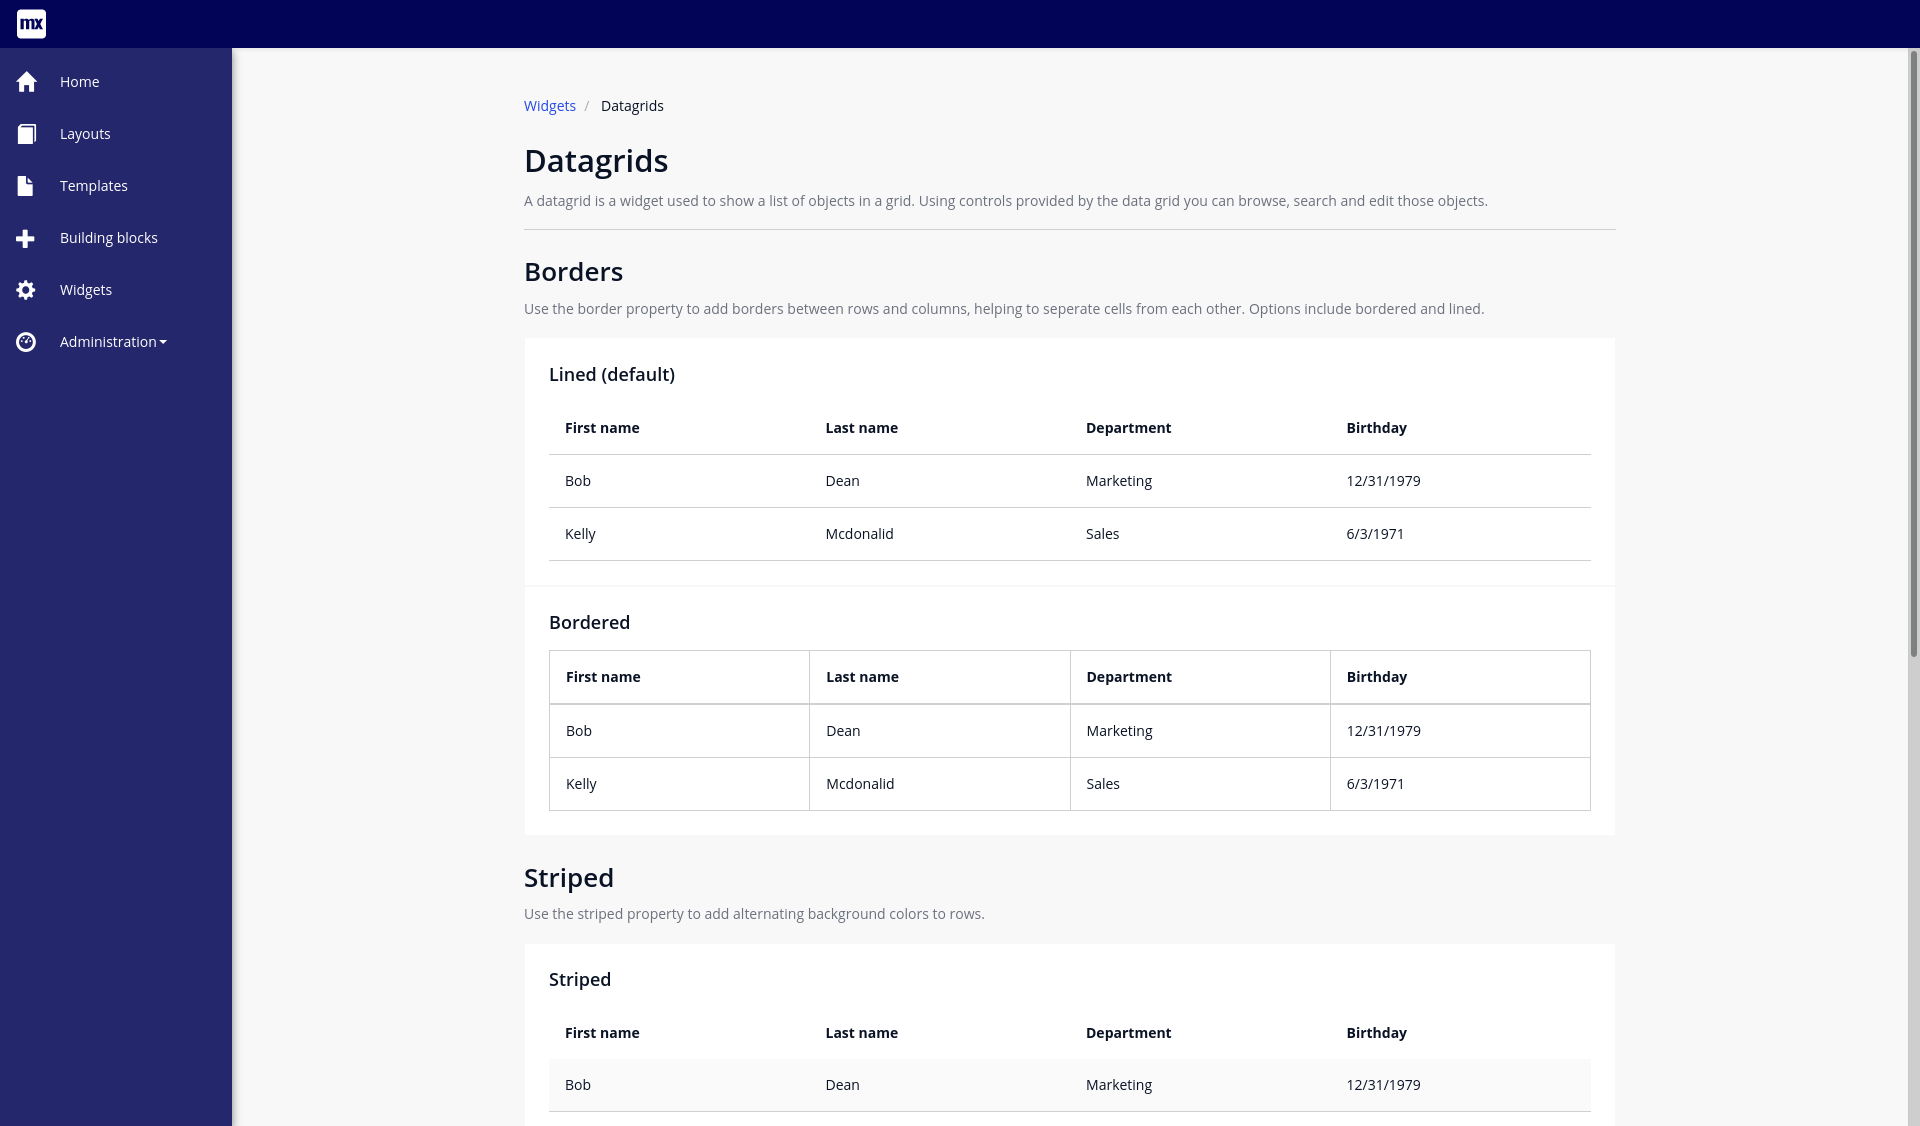 mx
Home
Layouts
Templates
Building blocks
Widgets
Administration
Widgets / Datagrids
Datagrids
A datagrid is a widget used to show a list of objects in a grid. Using controls provided by the data grid you can browse, search and edit those objects.
Borders
Use the border property to add borders between rows and columns, helping to seperate cells from each other. Options include bordered and lined.
Lined (default)
First name Last name Department Birthday
Bob Dean Marketing 12/31/1979
Kelly Mcdonalid Sales 6/3/1971
Bordered
First name Last name Department Birthday
Bob Dean Marketing 12/31/1979
Kelly Mcdonalid Sales 6/3/1971
Striped
Use the striped property to add alternating background colors to rows.
Striped
First name Last name Department Birthday
Bob Dean Marketing 12/31/1979